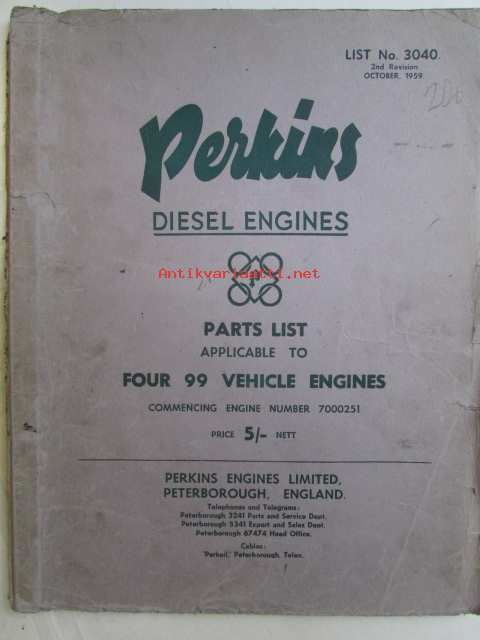 LIST No. 3040.
2nd Revision
OCTOBER, 1959.
Perkins
DIESEL ENGINES
Antikvariaatti.net
PARTS LIST
APPLICABLE TO
FOUR 99 VEHICLE ENGINES
COMMENCING ENGINE NUMBER 7000251
PRICE 5/- NETT
PERKINS ENGINES LIMITED,
PETERBOROUGH, ENGLAND.
Telephones and Telegrams:
Peterborough 3241 Parts and Service Dept.
Peterborough 5341 Export and Sales Dept.
Peterborough 67474 Head Office.
Cables:
'Perkoil,' Peterborough, Telex.